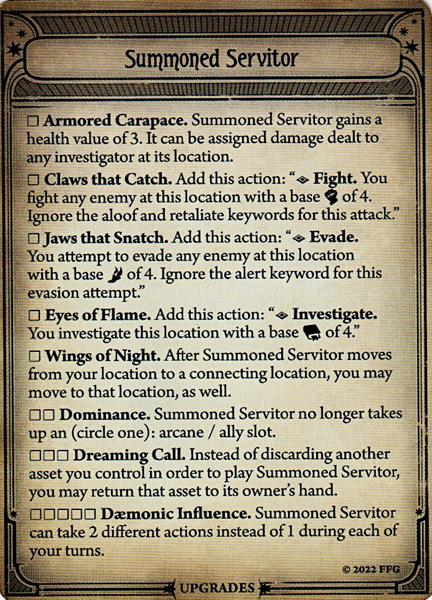 Summoned Servitor
□ Armored Carapace. Summoned Servitor gains a
health value of 3. It can be assigned damage dealt to
any investigator at its location.
□ Claws that Catch. Add this action: “ Fight. You
fight any enemy at this location with a base of 4.
Ignore the aloof and retaliate keywords for this attack.”
□ Jaws that Snatch. Add this action: “ Evade.
You attempt to evade any enemy at this location
with a base of 4. Ignore the alert keyword for this
evasion attempt.”
□ Eyes of Flame. Add this action: “ Investigate.
You investigate this location with a base of 4.”
□ Wings of Night. After Summoned Servitor moves
from your location to a connecting location, you may
move to that location, as well.
□□ Dominance. Summoned Servitor no longer takes
up an (circle one): arcane / ally slot.
□□□ Dreaming Call. Instead of discarding another
asset you control in order to play Summoned Servitor,
you may return that asset to its owner’s hand.
□□□□□ Dæmonic Influence. Summoned Servitor
can take 2 different actions instead of 1 during each of
your turns.
© 2022 FFG
UPGRADES